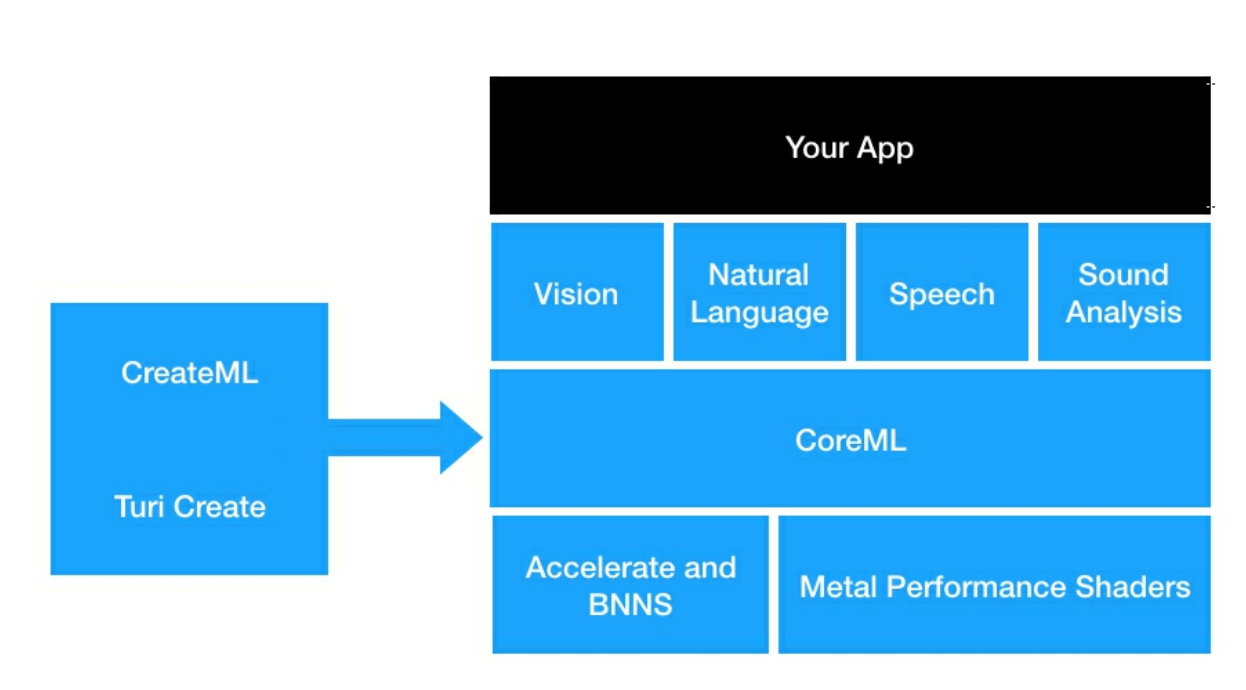 Your App
Vision
Natural
Language
Speech
Sound
Analysis
CreateML
Turi Create
CoreML
Accelerate and
BNNS
Metal Performance Shaders